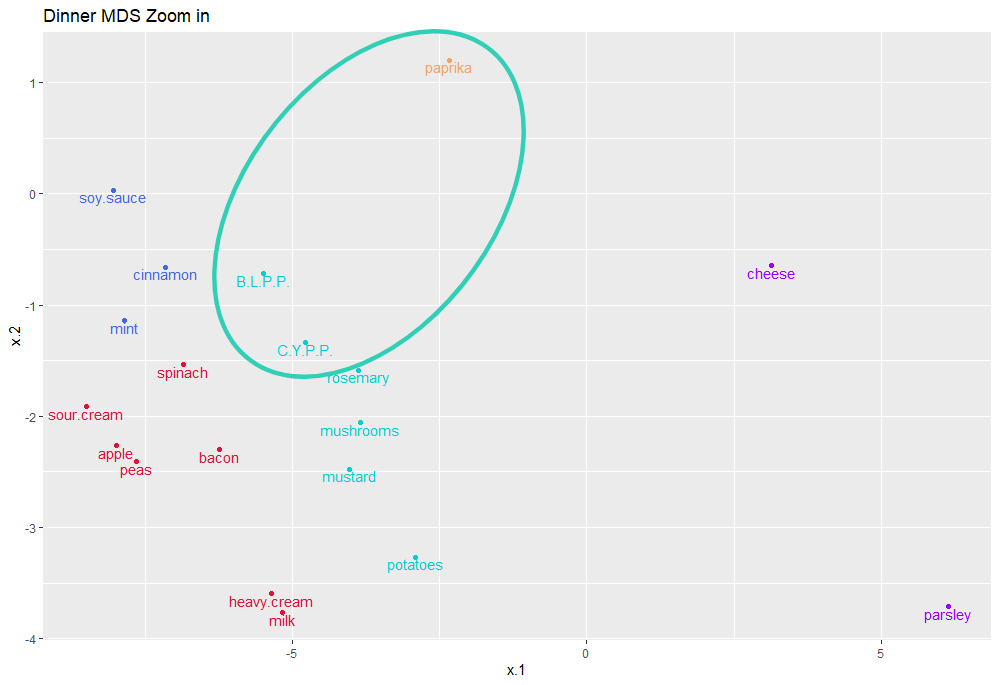 Dinner MDS Zoom in
paprika
1
0
soy.sauce
cinnamon
B.L.P.P.
cheese
-1
mint
C.Y.P.P.
x.2
spinach
rosemary
sour.cream
-2
mushrooms
apple
bacon
peas
mustard
-3
potatoes
heavy.cream
parsley
milk
-4
-5
0
5
x.1